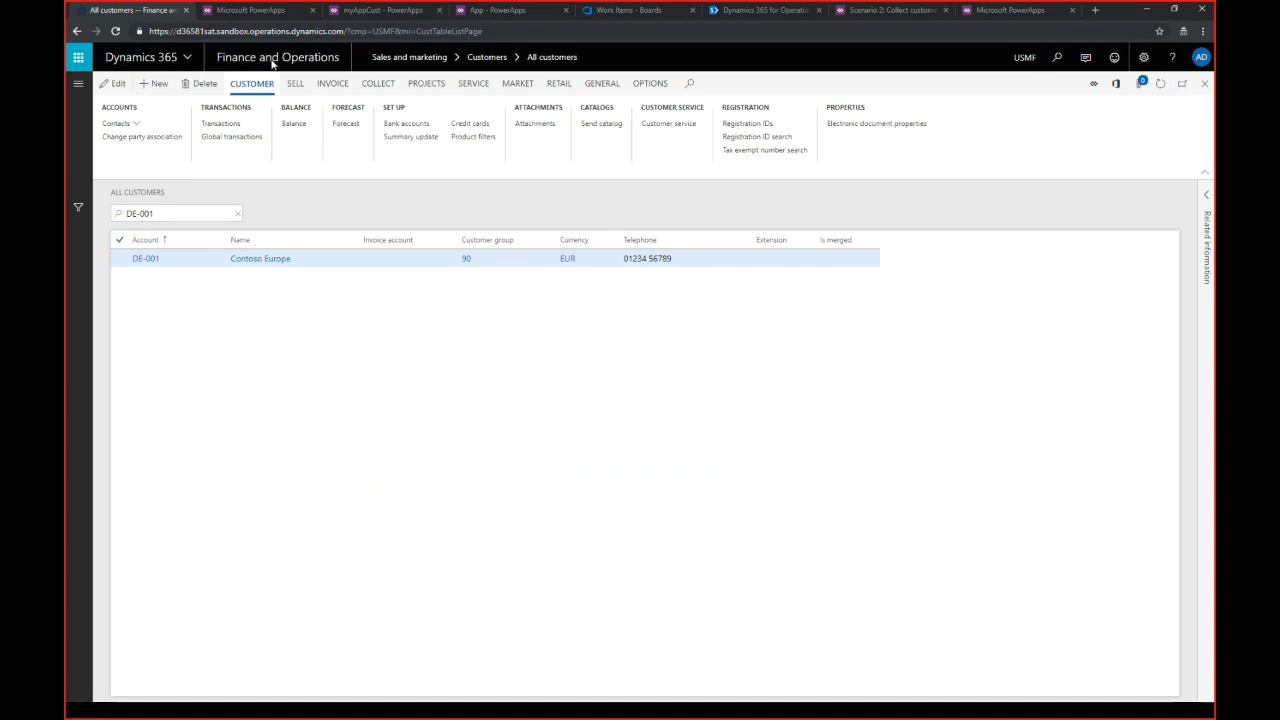 All customers -- Finance an
Microsoft PowerApps
myAppCust - PowerApps
App - PowerApps
Work Items - Boards
Dynamics 365 for Operatio
Scenario 2: Collect custome
Microsoft PowerApps
https://d36581sat.sandbox.operations.dynamics.com/?cmp=USMF&mi=CustTableListPage
Dynamics 365
Finance and Operations
Sales and marketing > Customers > All customers
USMF
?
AD
Edit
+ New
Delete
CUSTOMER
SELL
INVOICE
COLLECT
PROJECTS
SERVICE
MARKET
RETAIL
GENERAL
OPTIONS
0
ACCOUNTS
Contacts
Change party association
TRANSACTIONS
Transactions
Global transactions
BALANCE
Balance
FORECAST
Forecast
SET UP
Bank accounts
Summary update
Credit cards
Product filters
ATTACHMENTS
Attachments
CATALOGS
Send catalog
CUSTOMER SERVICE
Customer service
REGISTRATION
Registration IDs
Registration ID search
Tax exempt number search
PROPERTIES
Electronic document properties
ALL CUSTOMERS
DE-001
Account Name Invoice account Customer group Currency Telephone Extension Is merged
DE-001 Contoso Europe 90 EUR 01234 56789
Related information